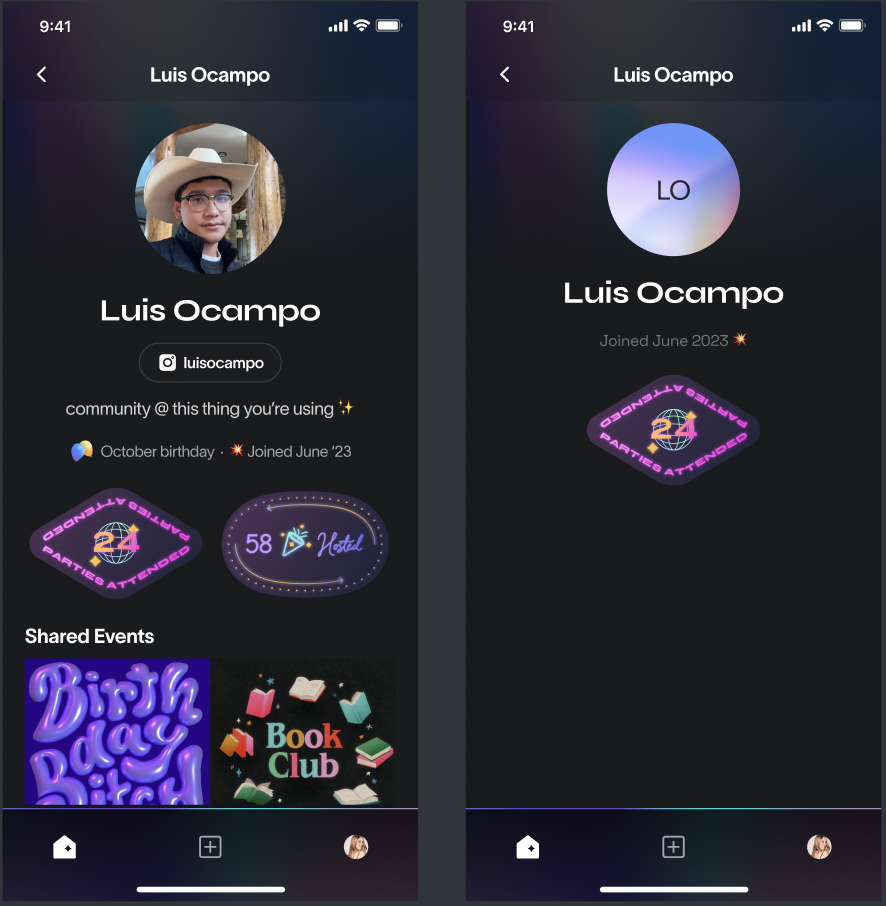 9:41
Luis Ocampo
Luis Ocampo
luisocampo
community @ this thing you’re using ✨
October birthday · 💥 Joined June ‘23
PARTIES ATTENDED
24
PARTIES ATTENDED
58 Hosted
Shared Events
Birth
day
Bitch
Book
Club
9:41
Luis Ocampo
LO
Luis Ocampo
Joined June 2023 💥
PARTIES ATTENDED
24
PARTIES ATTENDED